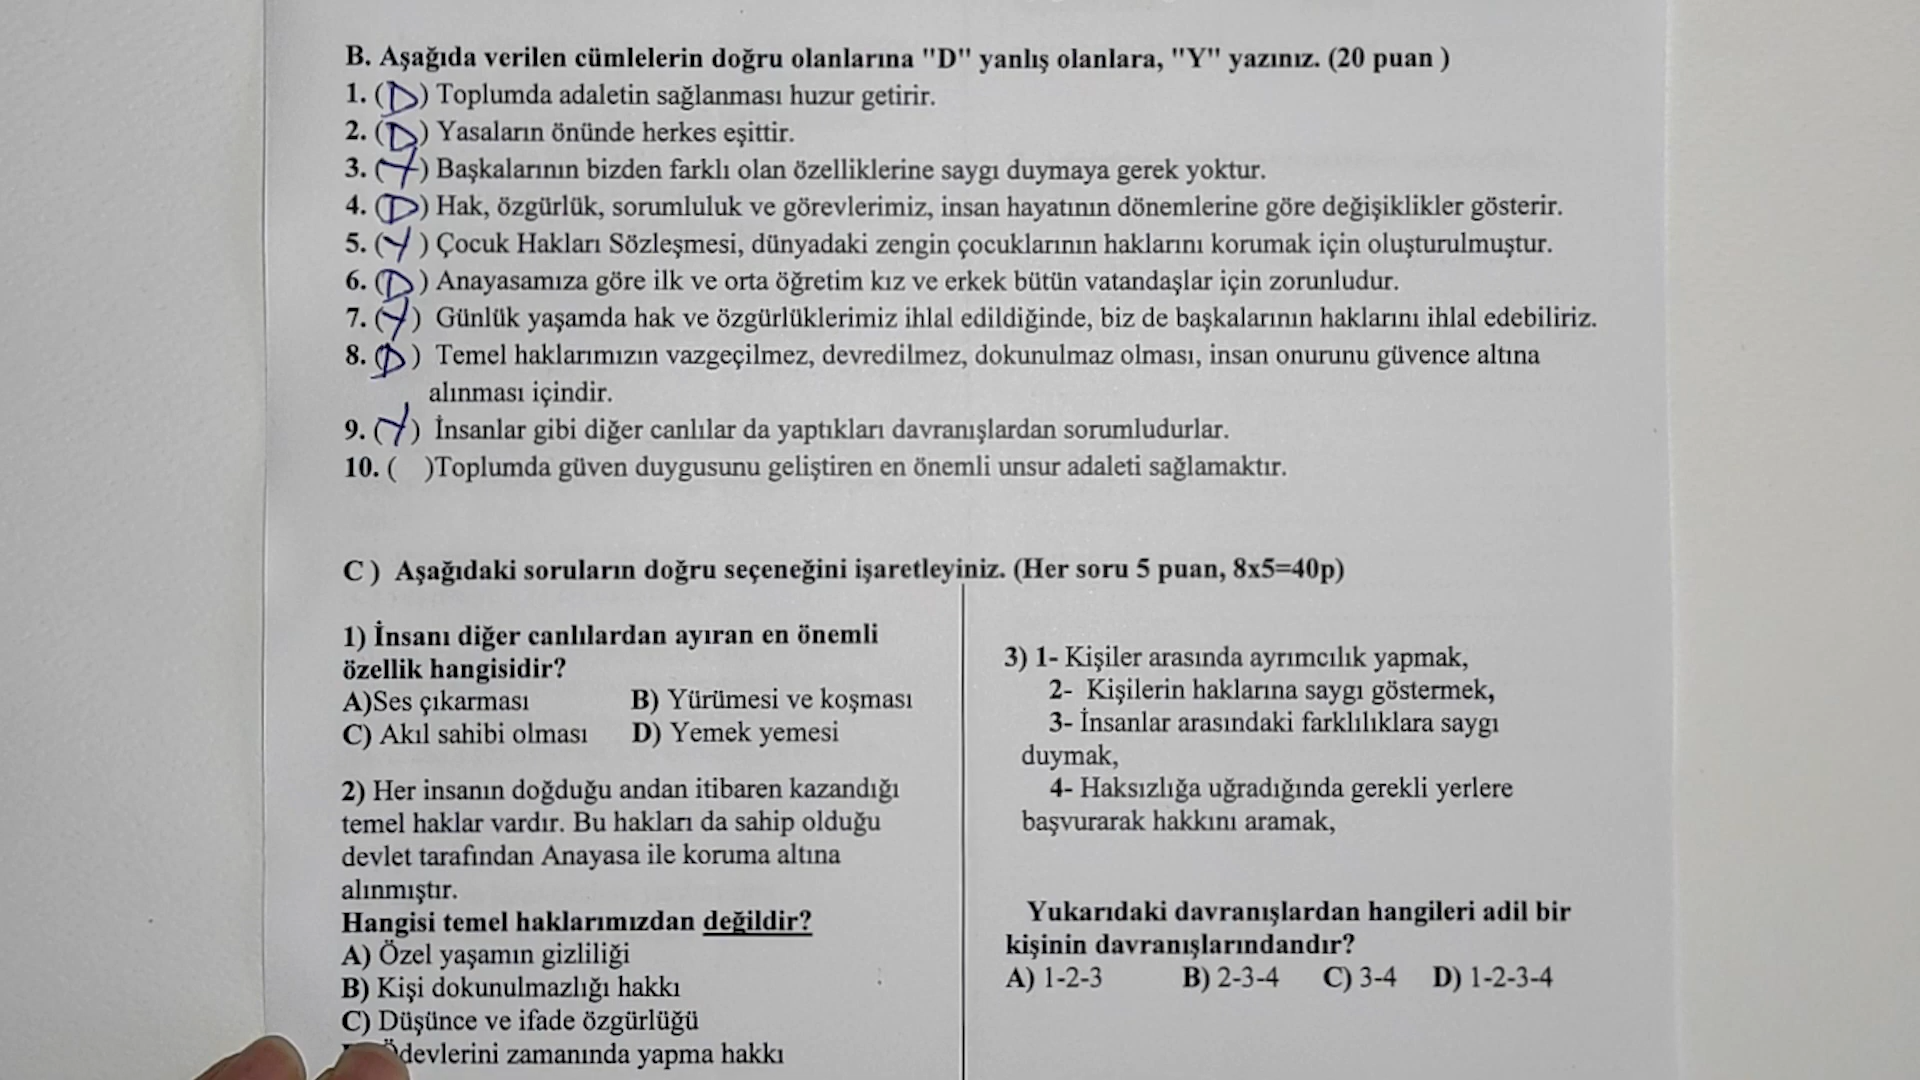 B. Aşağıda verilen cümlelerin doğru olanlarına "D" yanlış olanlara, "Y" yazınız. (20 puan )
1. (D) Toplumda adaletin sağlanması huzur getirir.
2. (D) Yasaların önünde herkes eşittir.
3. (Y) Başkalarının bizden farklı olan özelliklerine saygı duymaya gerek yoktur.
4. (D) Hak, özgürlük, sorumluluk ve görevlerimiz, insan hayatının dönemlerine göre değişiklikler gösterir.
5. (Y ) Çocuk Hakları Sözleşmesi, dünyadaki zengin çocuklarının haklarını korumak için oluşturulmuştur.
6. (D) Anayasamıza göre ilk ve orta öğretim kız ve erkek bütün vatandaşlar için zorunludur.
7. (Y) Günlük yaşamda hak ve özgürlüklerimiz ihlal edildiğinde, biz de başkalarının haklarını ihlal edebiliriz.
8. (D ) Temel haklarımızın vazgeçilmez, devredilmez, dokunulmaz olması, insan onurunu güvence altına
alınması içindir.
9. (Y) İnsanlar gibi diğer canlılar da yaptıkları davranışlardan sorumludurlar.
10. ( )Toplumda güven duygusunu geliştiren en önemli unsur adaleti sağlamaktır.
C ) Aşağıdaki soruların doğru seçeneğini işaretleyiniz. (Her soru 5 puan, 8x5=40p)
1) İnsanı diğer canlılardan ayıran en önemli
özellik hangisidir?
A)Ses çıkarması B) Yürümesi ve koşması
C) Akıl sahibi olması D) Yemek yemesi
2) Her insanın doğduğu andan itibaren kazandığı
temel haklar vardır. Bu hakları da sahip olduğu
devlet tarafından Anayasa ile koruma altına
alınmıştır.
Hangisi temel haklarımızdan değildir?
A) Özel yaşamın gizliliği
B) Kişi dokunulmazlığı hakkı
C) Düşünce ve ifade özgürlüğü
Ödevlerini zamanında yapma hakkı
3) 1- Kişiler arasında ayrımcılık yapmak,
2- Kişilerin haklarına saygı göstermek,
3- İnsanlar arasındaki farklılıklara saygı
duymak,
4- Haksızlığa uğradığında gerekli yerlere
başvurarak hakkını aramak,
Yukarıdaki davranışlardan hangileri adil bir
kişinin davranışlarındandır?
A) 1-2-3 B) 2-3-4 C) 3-4 D) 1-2-3-4